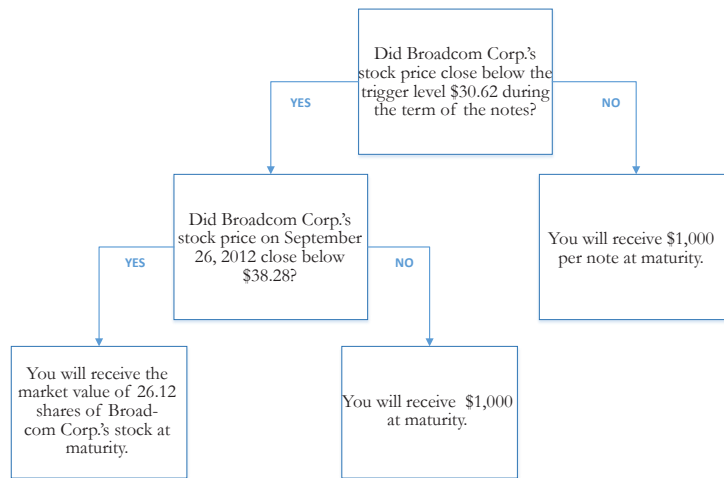 Did Broadcom Corp.'s
stock price close below the
trigger level $30.62 during
the term of the notes?
YES
NO
Did Broadcom Corp.'s
stock price on September
26, 2012 close below
$38.28?
You will receive $1,000
per note at maturity.
YES
NO
You will receive the
market value of 26.12
shares of Broad-
com Corp.'s stock at
maturity.
You will receive $1,000
at maturity.